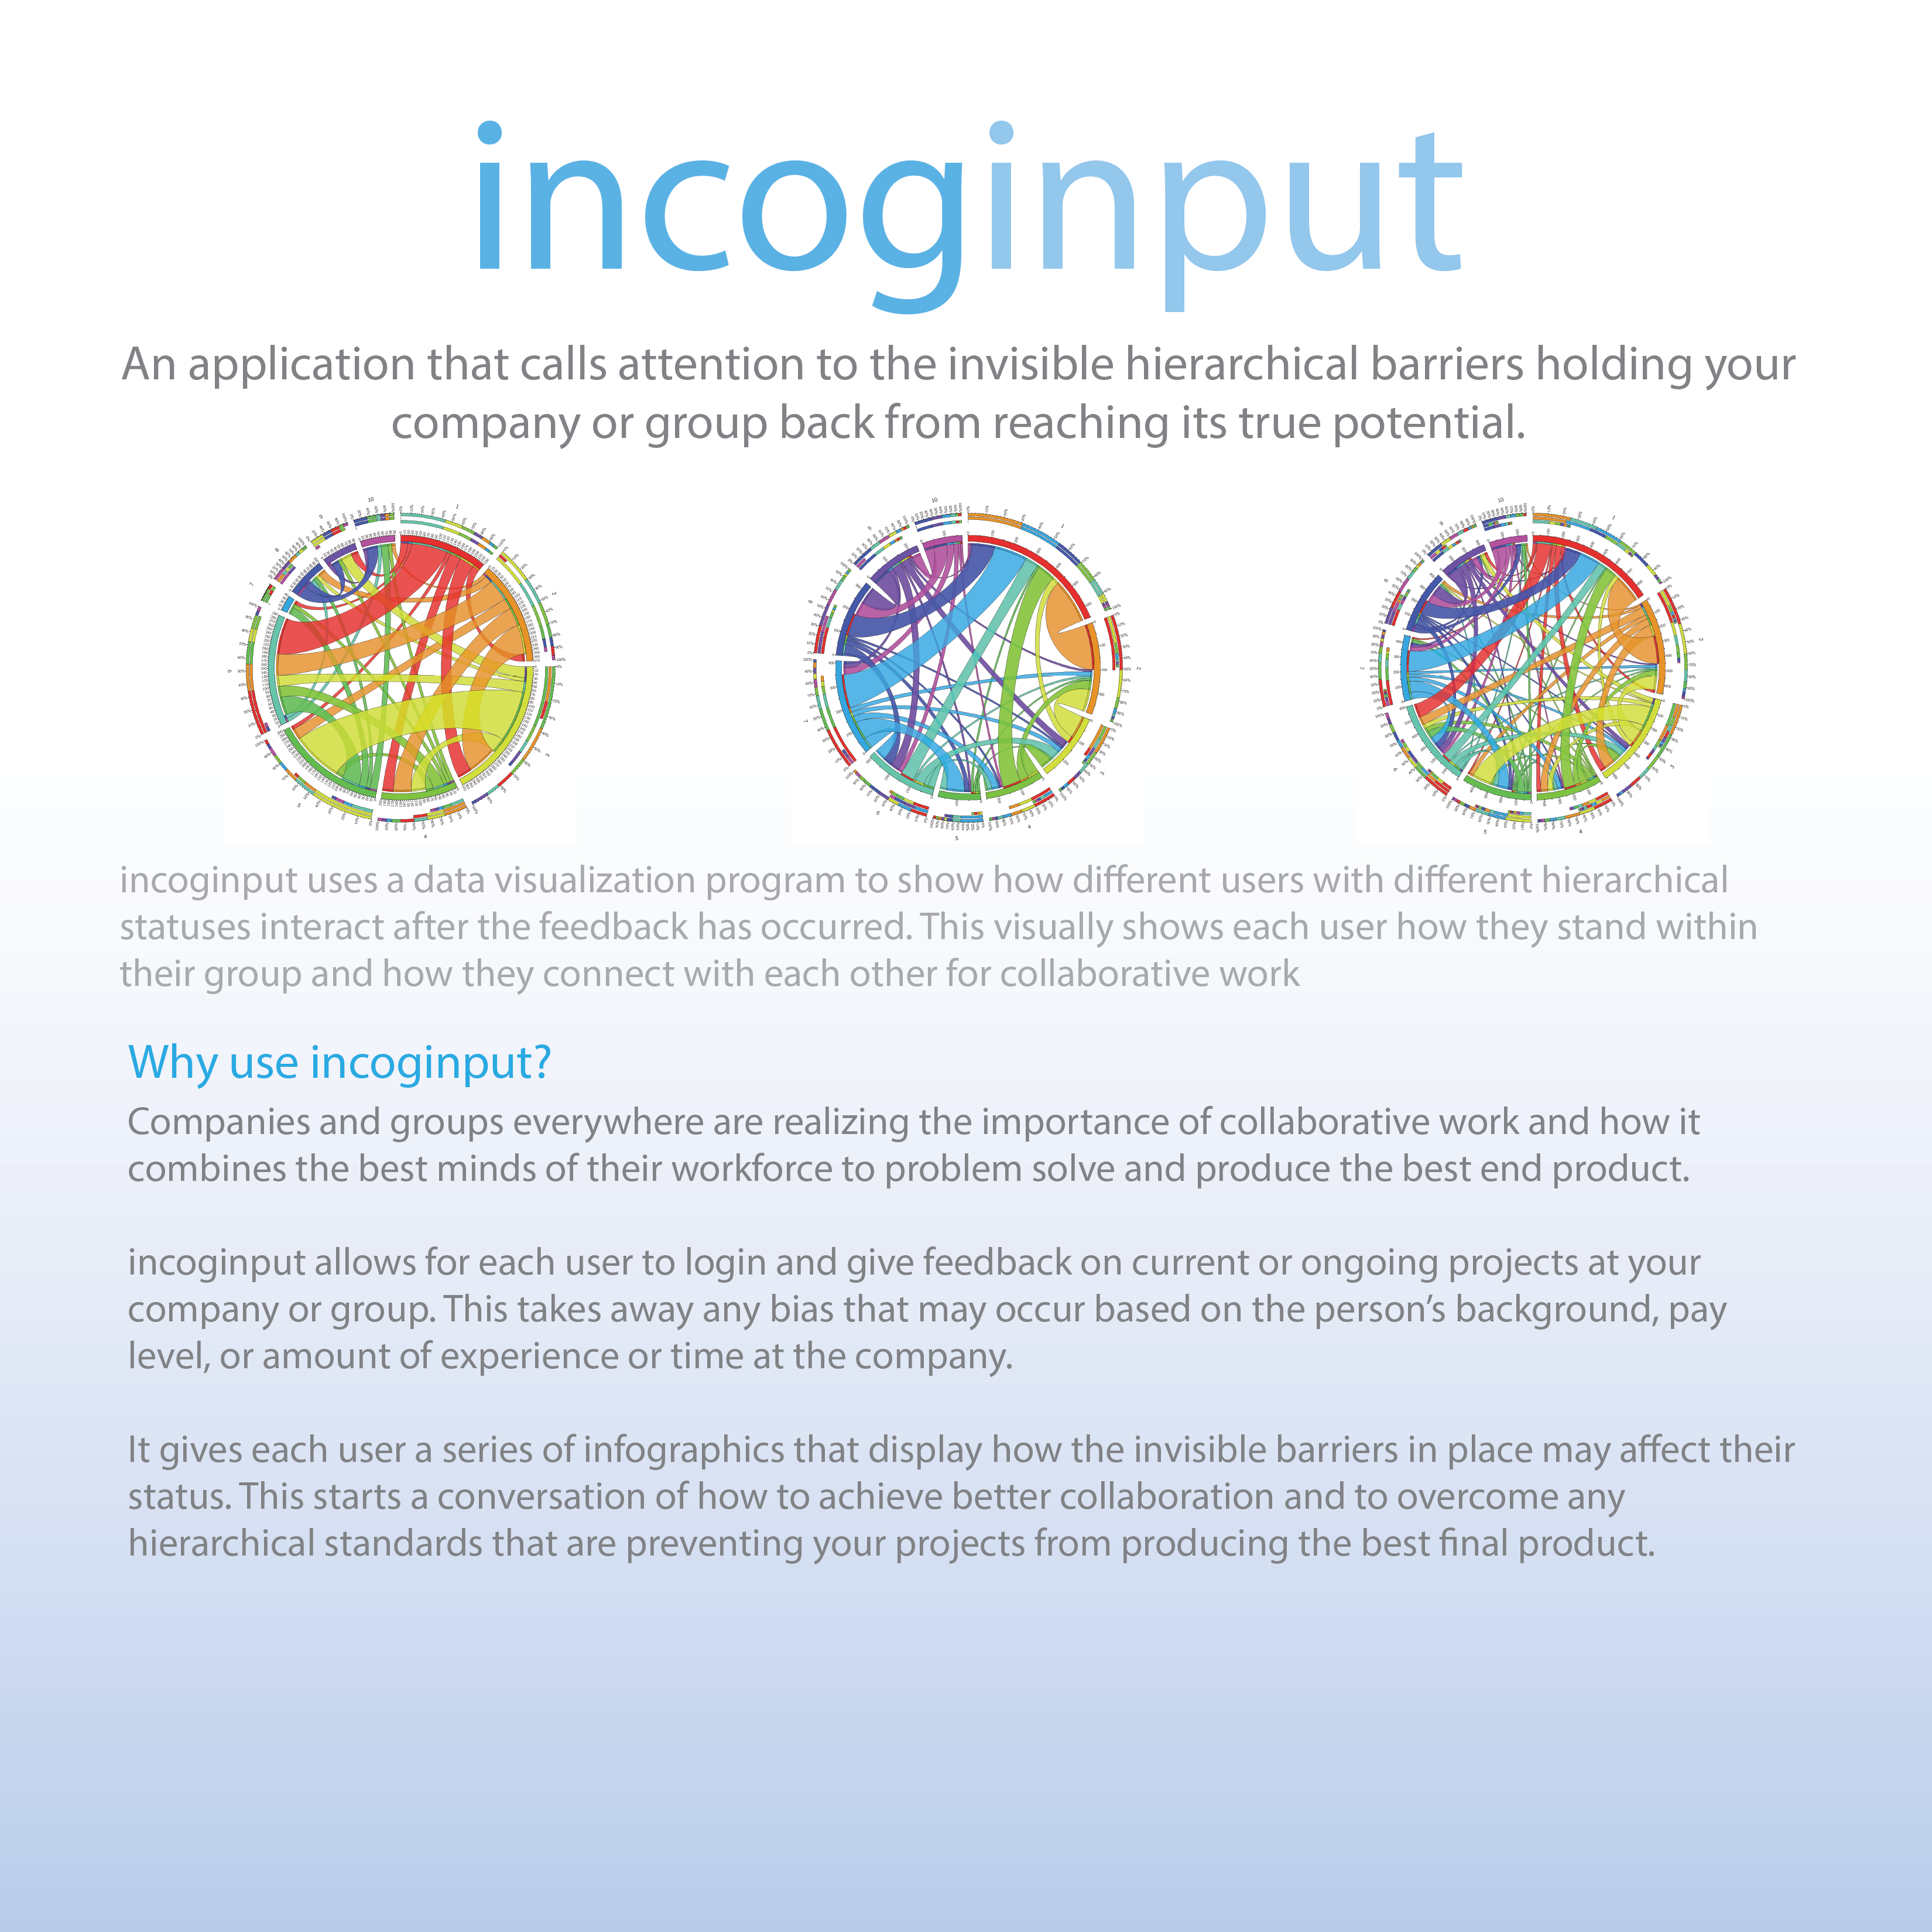 incoginput
An application that calls attention to the invisible hierarchical barriers holding your
company or group back from reaching its true potential.
incoginput uses a data visualization program to show how different users with different hierarchical
statuses interact after the feedback has occurred. This visually shows each user how they stand within
their group and how they connect with each other for collaborative work
Why use incoginput?
Companies and groups everywhere are realizing the importance of collaborative work and how it
combines the best minds of their workforce to problem solve and produce the best end product.
incoginput allows for each user to login and give feedback on current or ongoing projects at your
company or group. This takes away any bias that may occur based on the person's background, pay
level, or amount of experience or time at the company.
It gives each user a series of infographics that display how the invisible barriers in place may affect their
status. This starts a conversation of how to achieve better collaboration and to overcome any
hierarchical standards that are preventing your projects from producing the best final product.